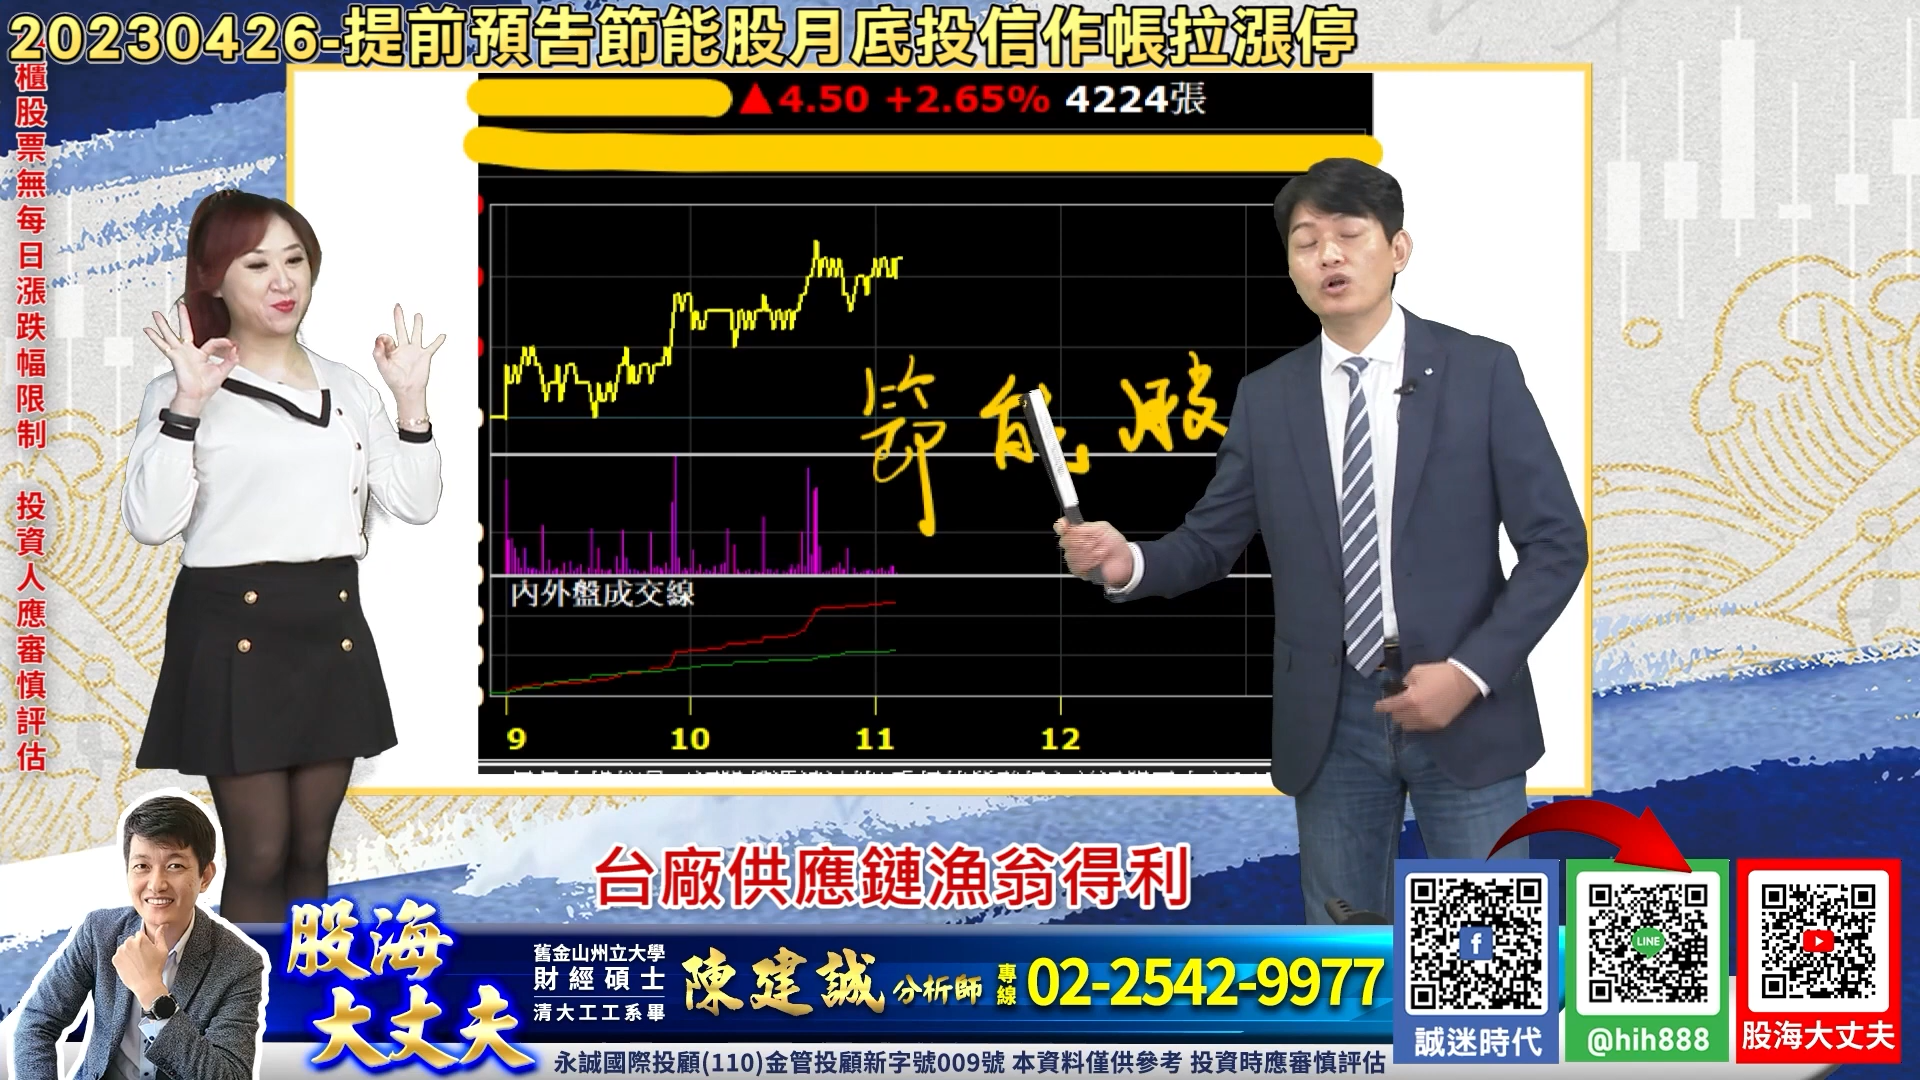 20230426-提前預告節能股月底投信作帳拉漲停
櫃股票無每日漲跌幅限制 投資人應審慎評估
▲4.50 +2.65% 4224張
節能股
內外盤成交線
9 10 11 12
台廠供應鏈漁翁得利
股海
大丈夫
舊金山州立大學
財經碩士
清大工工系畢
陳建誠 分析師
專線 02-2542-9977
永誠國際投顧(110)金管投顧新字號009號 本資料僅供參考 投資時應審慎評估
f
誠迷時代
LINE
@hih888
股海大丈夫